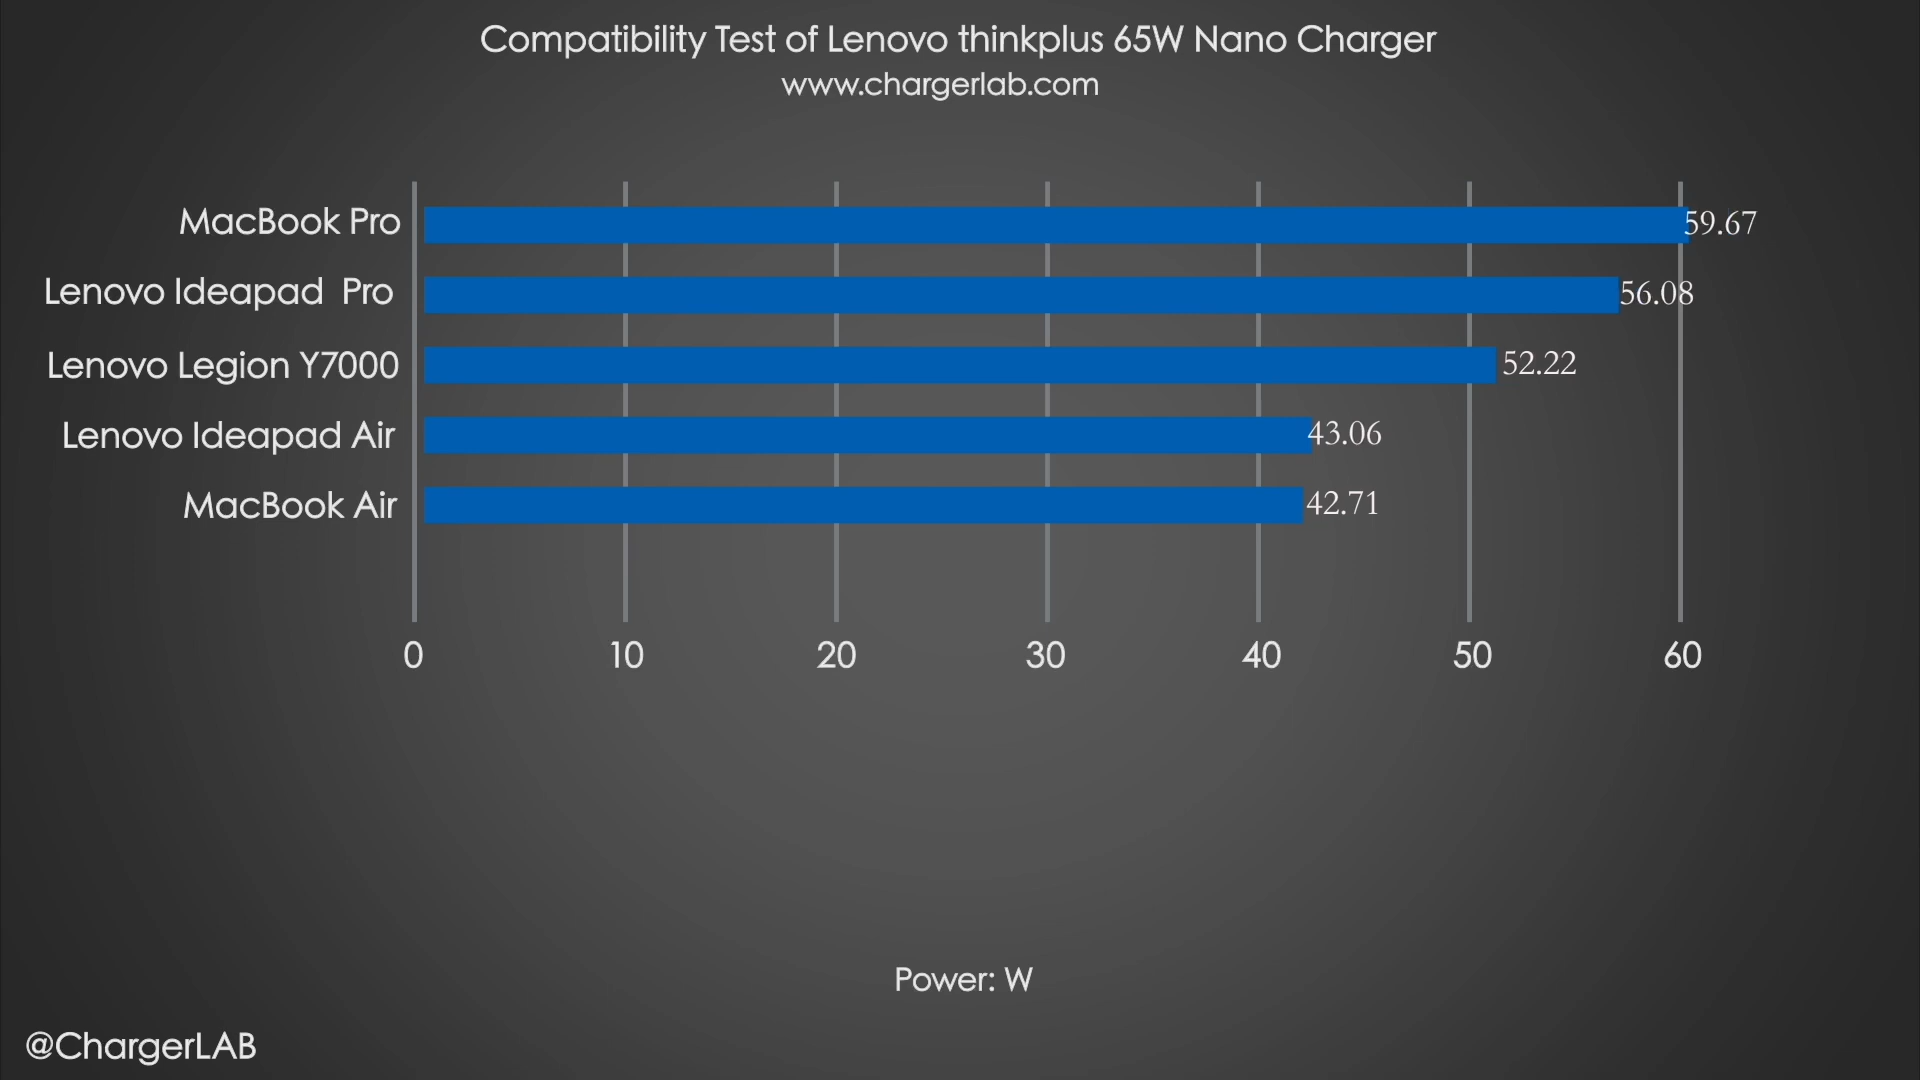 Compatibility Test of Lenovo thinkplus 65W Nano Charger
www.chargerlab.com
MacBook Pro 59.67
Lenovo Ideapad Pro 56.08
Lenovo Legion Y7000 52.22
Lenovo Ideapad Air 43.06
MacBook Air 42.71
0 10 20 30 40 50 60
Power: W
@ChargerLAB